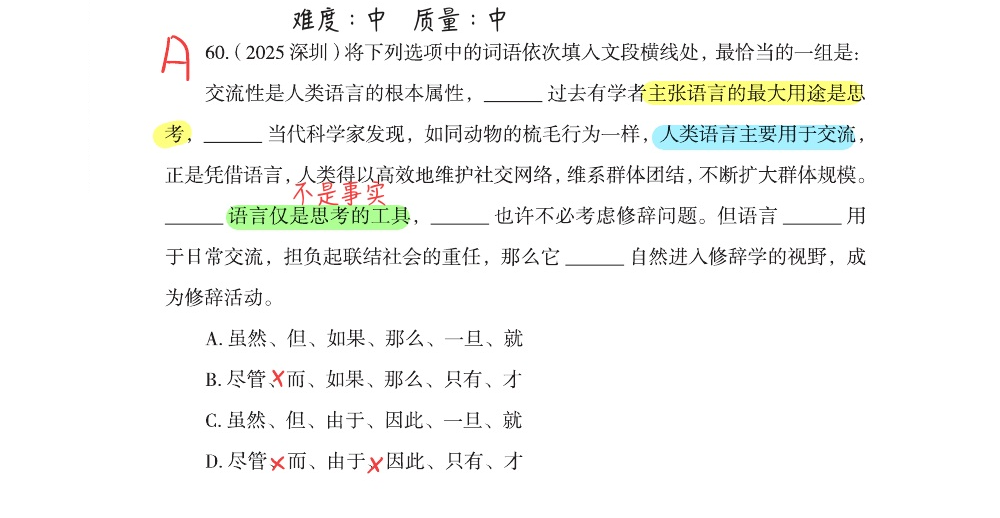 难度：中 质量：中
A 60.（2025 深圳）将下列选项中的词语依次填入文段横线处，最恰当的一组是：
交流性是人类语言的根本属性，______ 过去有学者主张语言的最大用途是思
考，______ 当代科学家发现，如同动物的梳毛行为一样，人类语言主要用于交流，
正是凭借语言，人类得以高效地维护社交网络，维系群体团结，不断扩大群体规模。
不是事实
______ 语言仅是思考的工具，______ 也许不必考虑修辞问题。但语言 ______ 用
于日常交流，担负起联结社会的重任，那么它 ______ 自然进入修辞学的视野，成
为修辞活动。
A. 虽然、但、如果、那么、一旦、就
B. 尽管、而、如果、那么、只有、才
C. 虽然、但、由于、因此、一旦、就
D. 尽管、而、由于、因此、只有、才